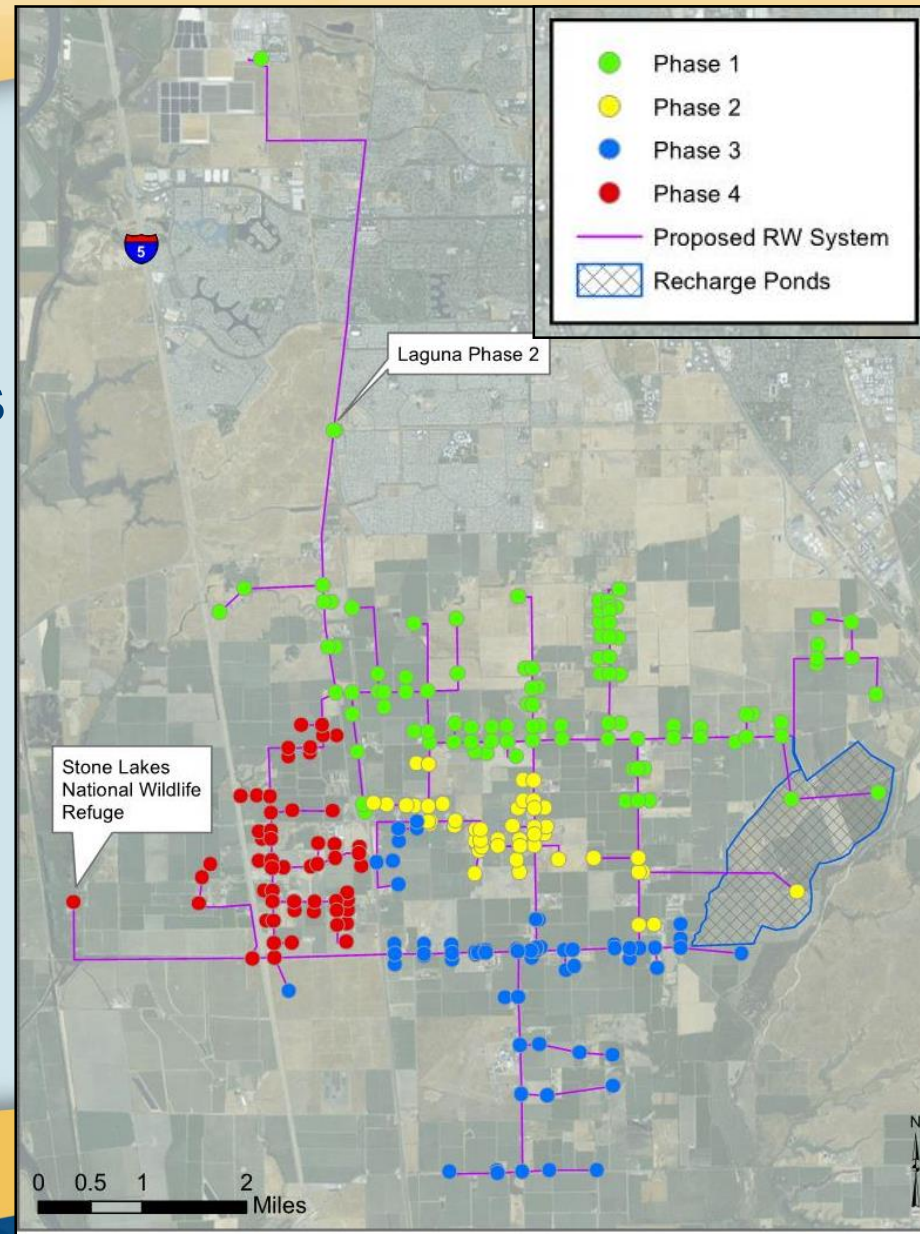 Phase 1
Phase 2
Phase 3
Phase 4
Proposed RW System
Recharge Ponds
5
Laguna Phase 2
s
Stone Lakes
National Wildlife
Refuge
0 0.5 1 2
Miles
N